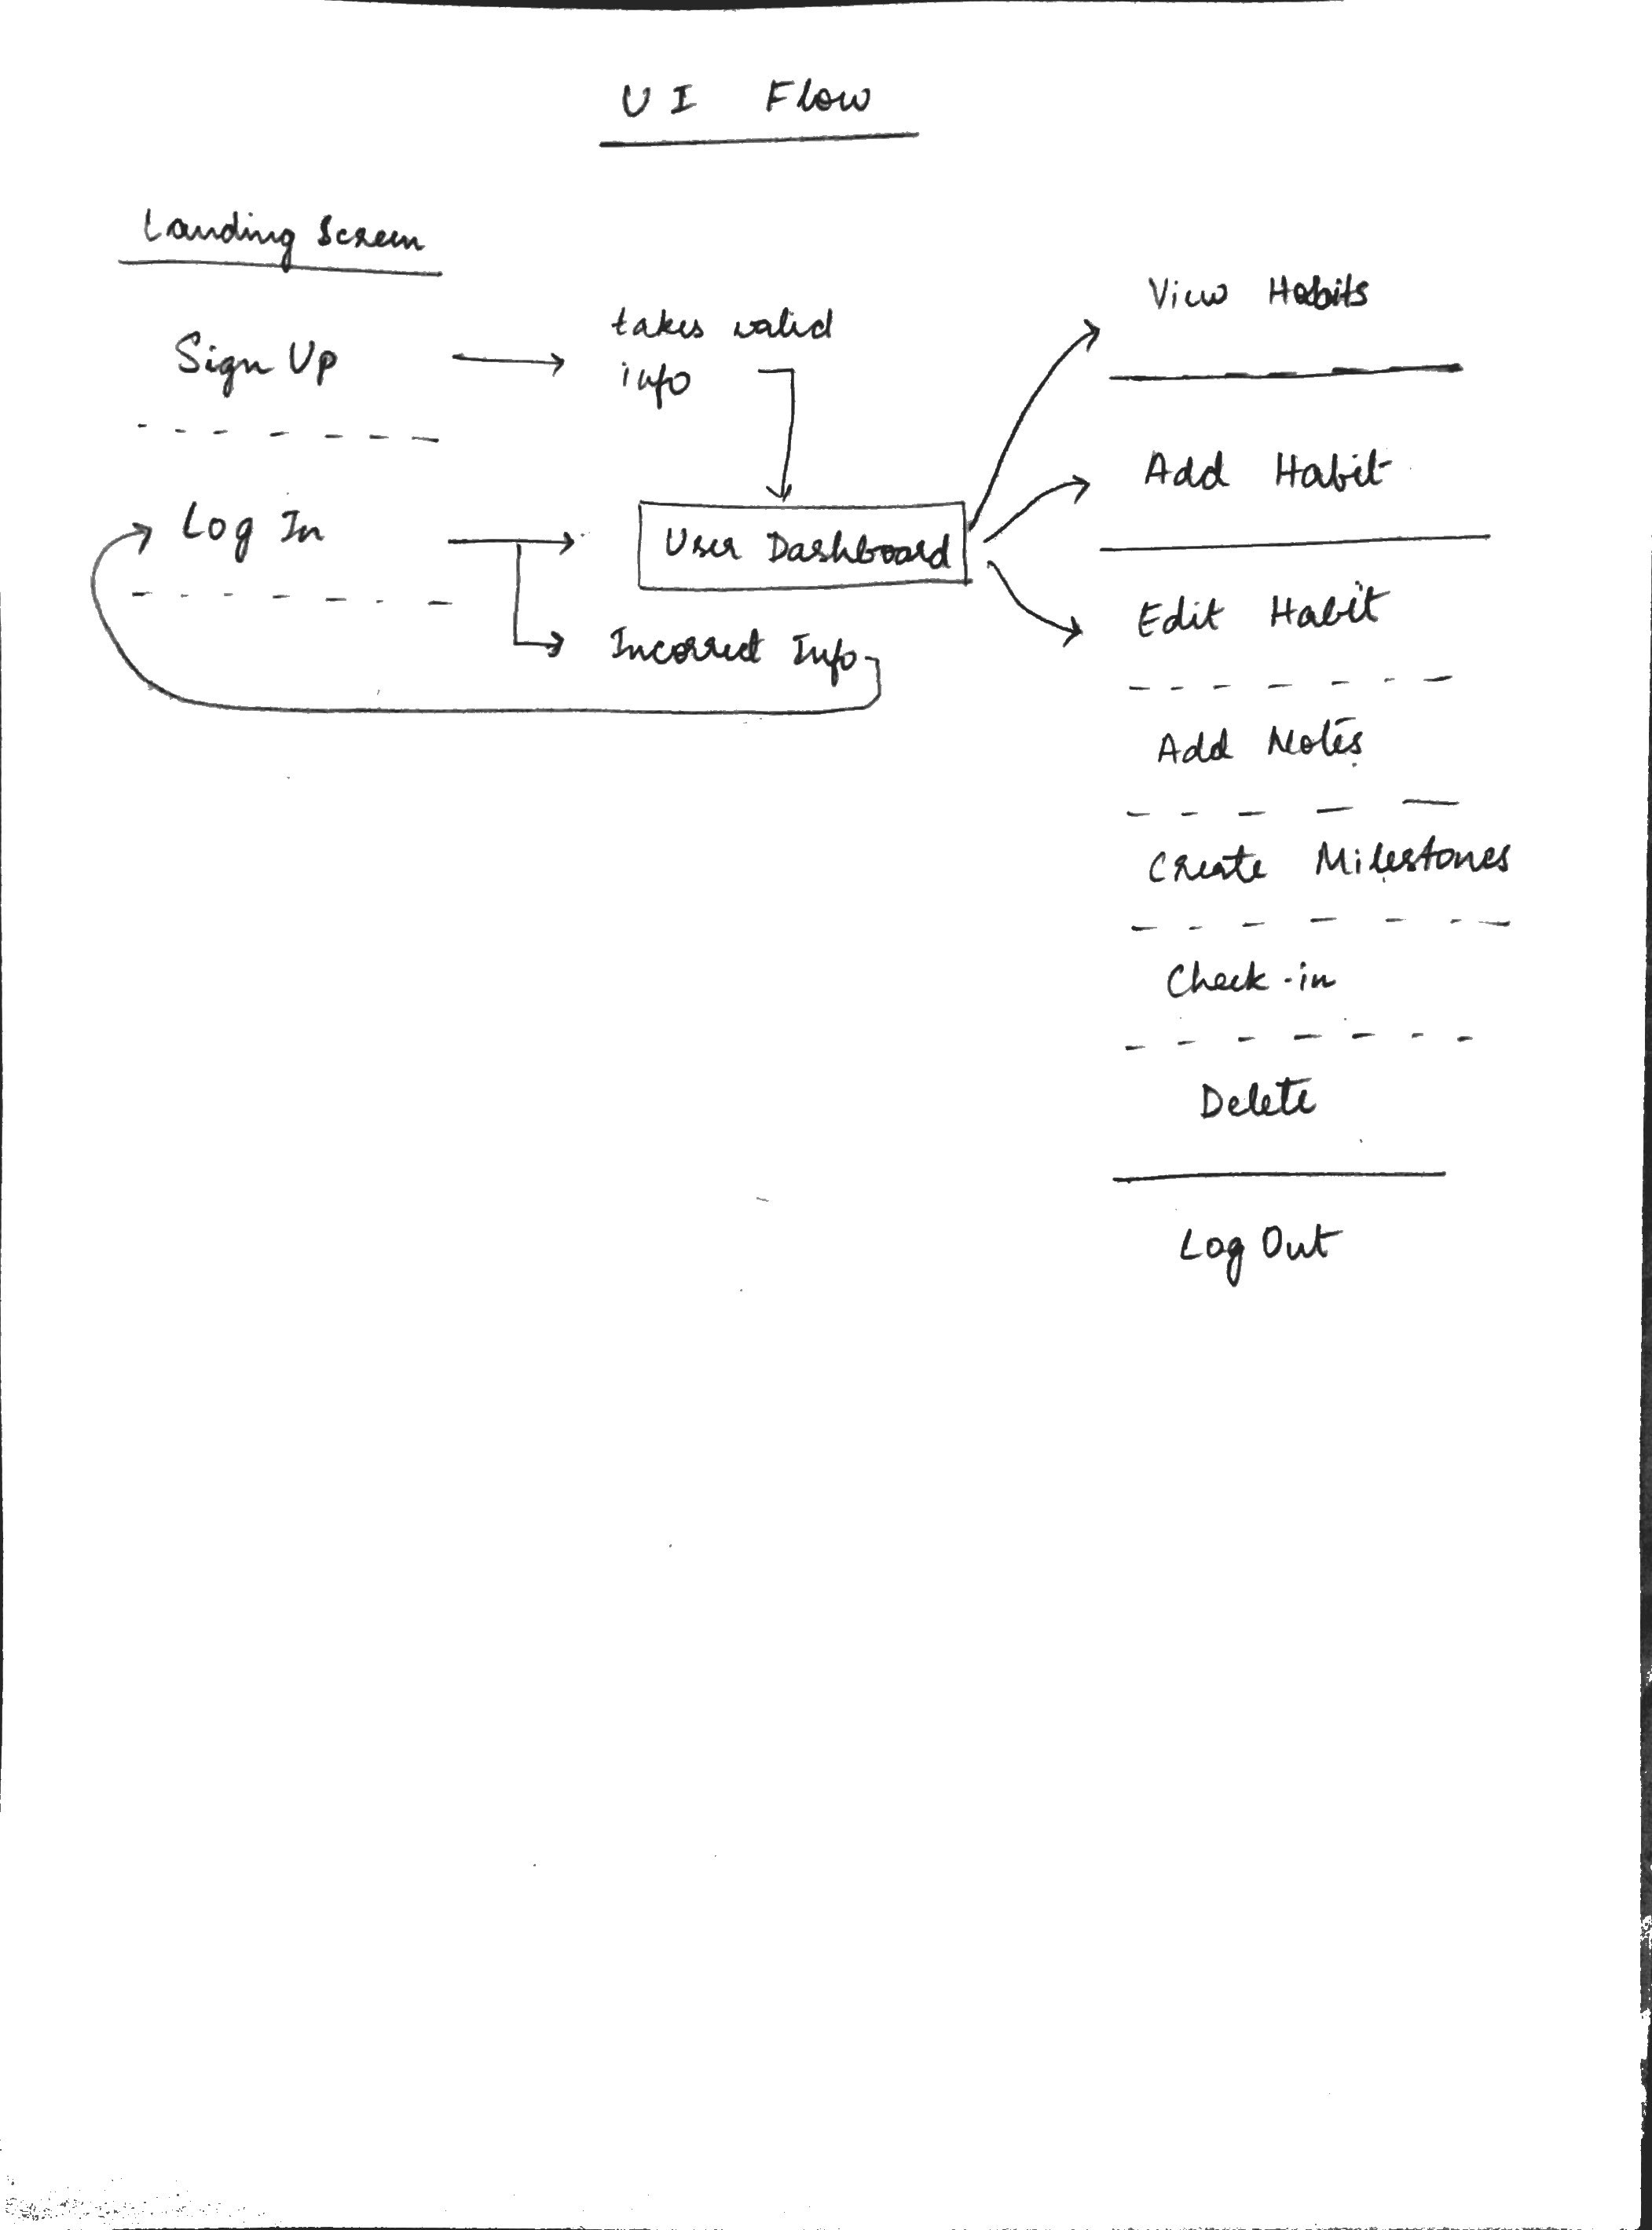 UI Flow
Landing Screen
Sign Up
takes valid
info
Log In
User Dashboard
Incorrect Info
View Habits
Add Habit
Edit Habit
Add Notes
Create Milestones
Check-in
Delete
Log Out